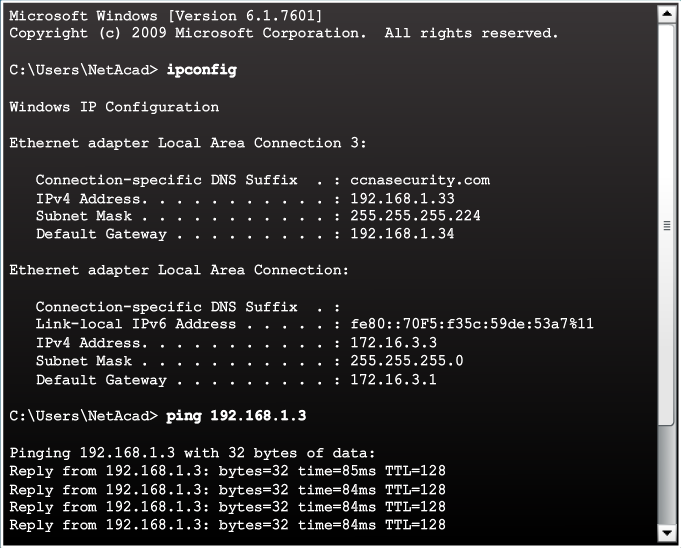 Microsoft Windows [Version 6.1.7601]
Copyright (c) 2009 Microsoft Corporation.  All rights reserved.
C:\Users\NetAcad> ipconfig
Windows IP Configuration
Ethernet adapter Local Area Connection 3:
Connection-specific DNS Suffix  . : ccnasecurity.com
IPv4 Address. . . . . . . . . . . : 192.168.1.33
Subnet Mask . . . . . . . . . . . : 255.255.255.224
Default Gateway . . . . . . . . . : 192.168.1.34
Ethernet adapter Local Area Connection:
Connection-specific DNS Suffix  . :
Link-local IPv6 Address . . . . . : fe80::70F5:f35c:59de:53a7%11
IPv4 Address. . . . . . . . . . . : 172.16.3.3
Subnet Mask . . . . . . . . . . . : 255.255.255.0
Default Gateway . . . . . . . . . : 172.16.3.1
C:\Users\NetAcad> ping 192.168.1.3
Pinging 192.168.1.3 with 32 bytes of data:
Reply from 192.168.1.3: bytes=32 time=85ms TTL=128
Reply from 192.168.1.3: bytes=32 time=84ms TTL=128
Reply from 192.168.1.3: bytes=32 time=84ms TTL=128
Reply from 192.168.1.3: bytes=32 time=84ms TTL=128